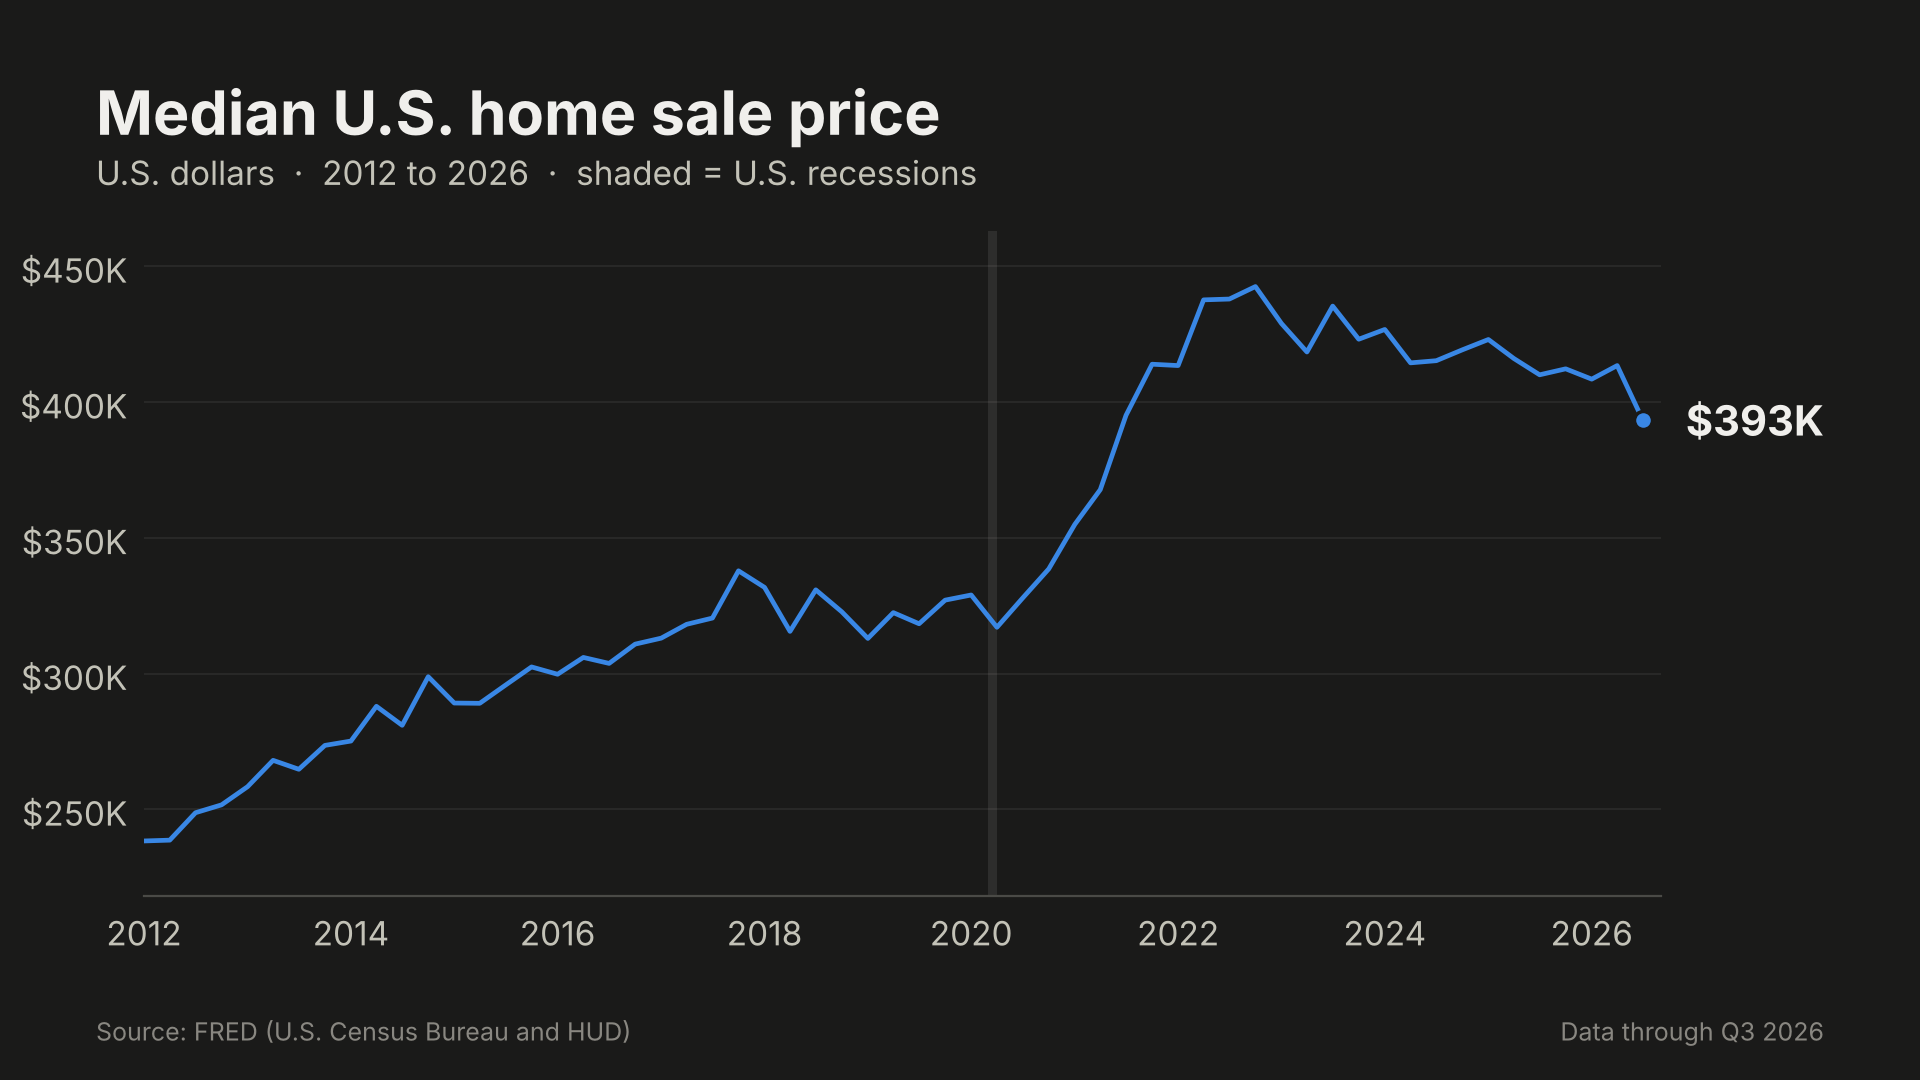 Median U.S. home sale price
U.S. dollars · 2012 to 2026 · shaded = U.S. recessions
$450K
$400K
$393K
$350K
$300K
$250K
2012 2014 2016 2018 2020 2022 2024 2026
Source: FRED (U.S. Census Bureau and HUD)
Data through Q3 2026